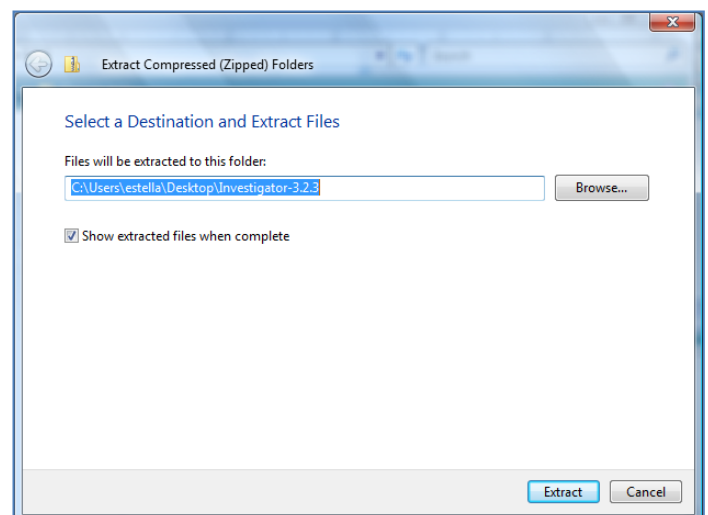 Search
Extract Compressed (Zipped) Folders
Select a Destination and Extract Files
Files will be extracted to this folder:
C:\Users\estella\Desktop\Investigator-3.2.3
Browse...
Show extracted files when complete
Extract
Cancel